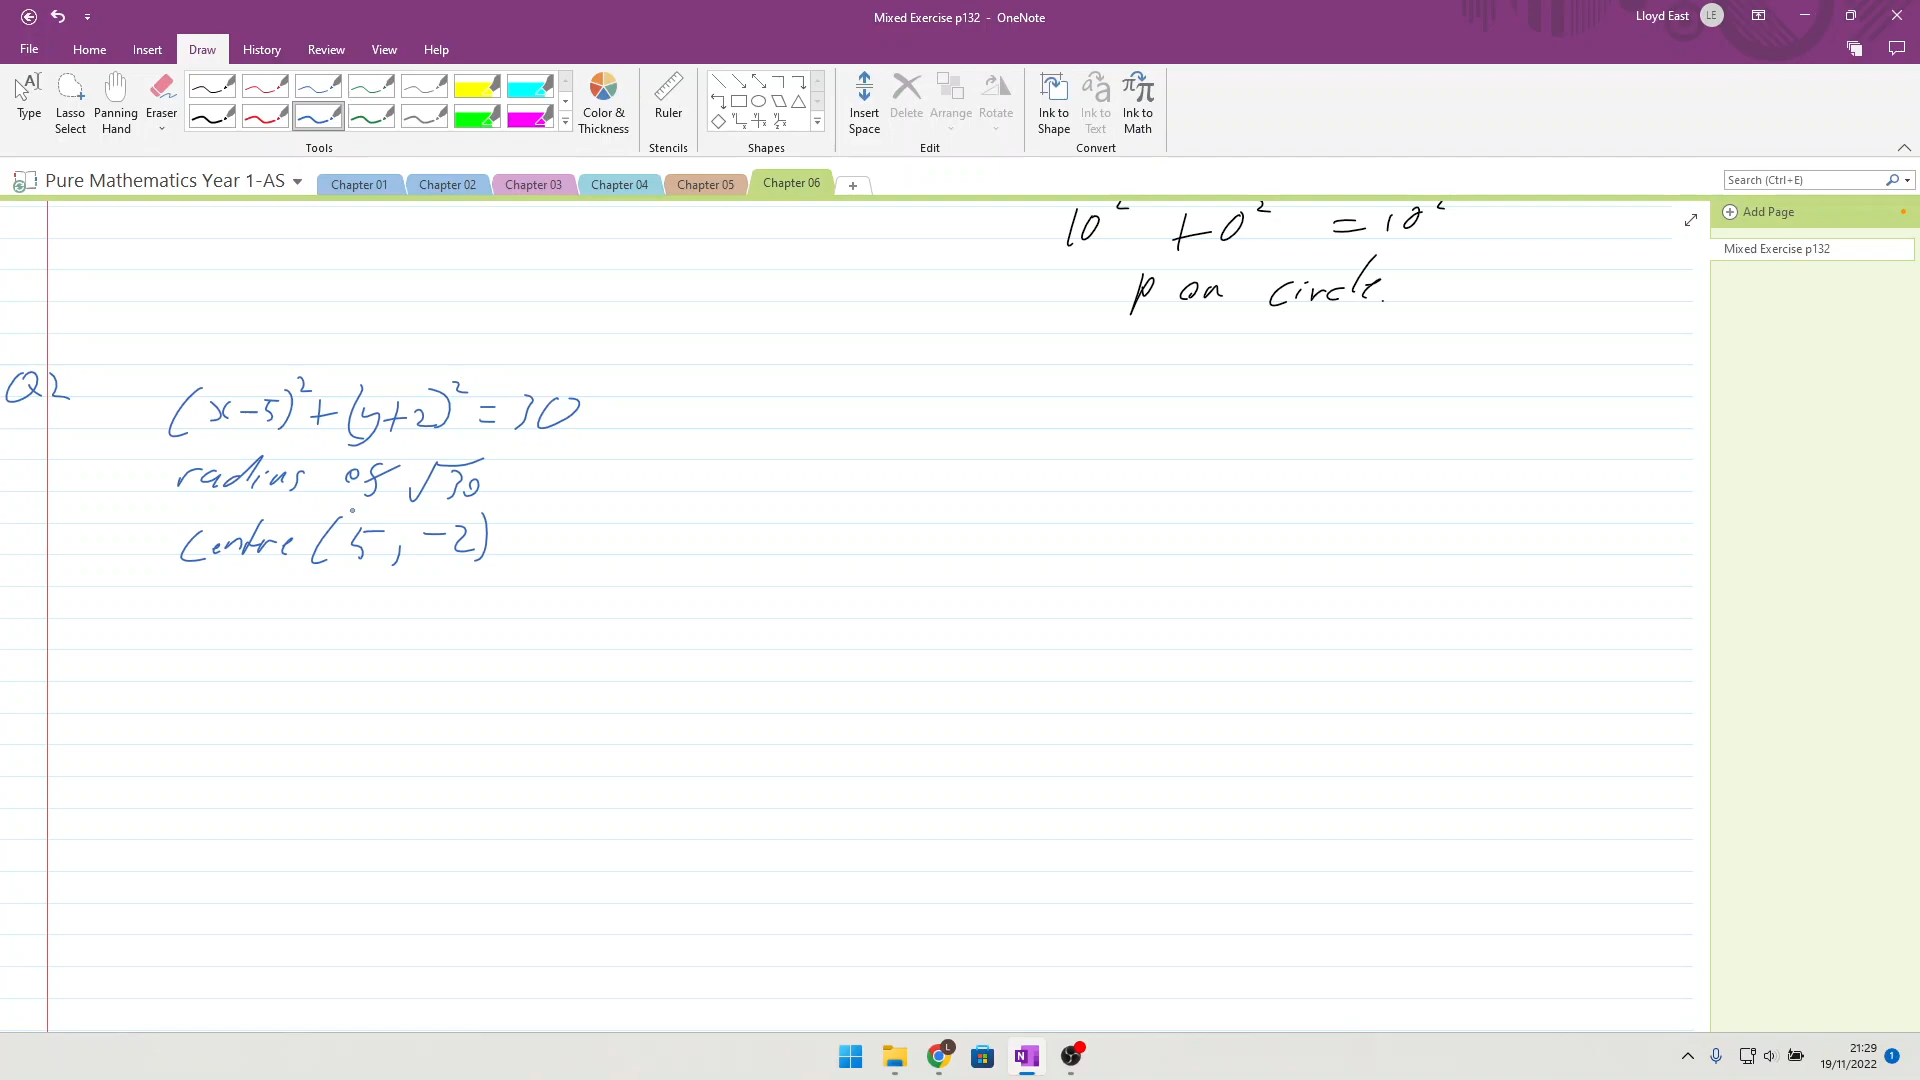 Mixed Exercise p132 - OneNote
Lloyd East LE
File Home Insert Draw History Review View Help
Type Lasso Select Panning Hand Eraser
Color & Thickness
Ruler
Insert Space Delete Arrange Rotate
Ink to Shape Ink to Text Ink to Math
Tools Stencils Shapes Edit Convert
Pure Mathematics Year 1-AS Chapter 01 Chapter 02 Chapter 03 Chapter 04 Chapter 05 Chapter 06
Search (Ctrl+E)
Add Page
Mixed Exercise p132
10² + 0² = 10²
p on circle.
Q2
(x-5)² + (y+2)² = 30
radius of √30
Centre (5, -2)
21:29
19/11/2022
1